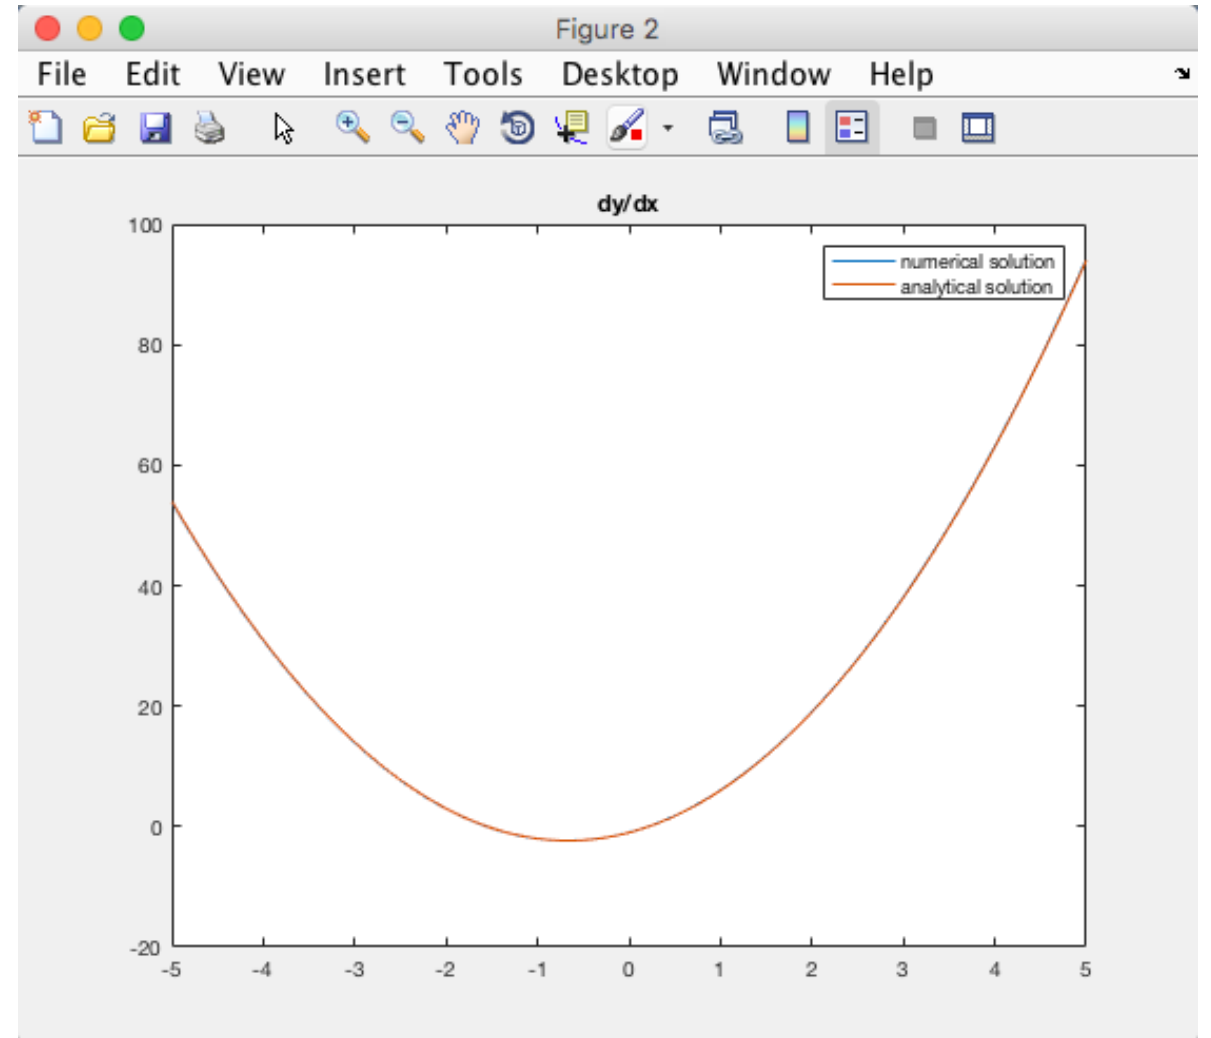 Figure 2
File Edit View Insert Tools Desktop Window Help
dy/dx
100
numerical solution
analytical solution
80
60
40
20
0
-20
-5 -4 -3 -2 -1 0 1 2 3 4 5